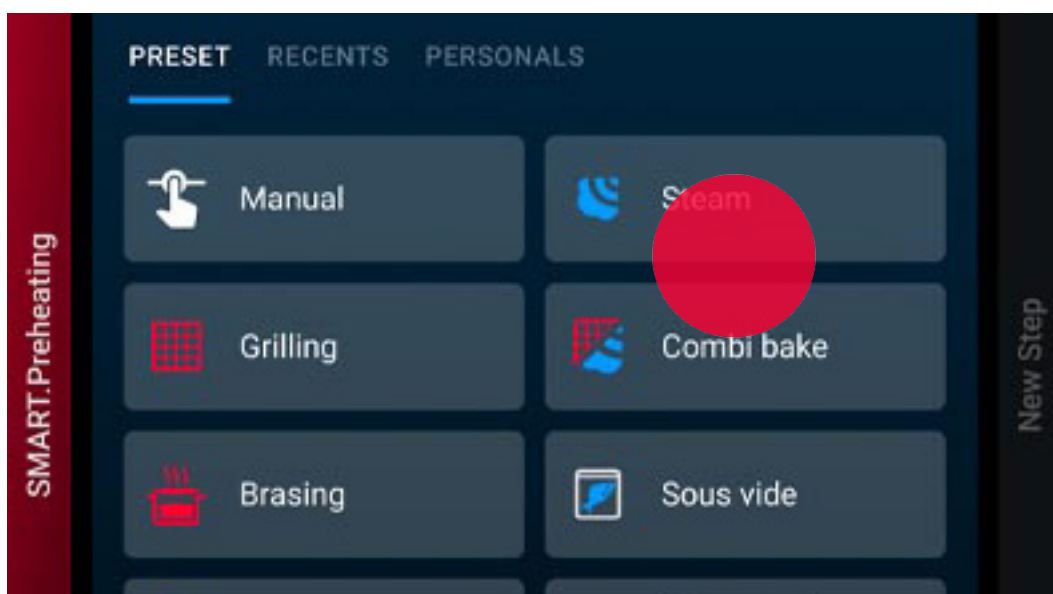 PRESET RECENTS PERSONALS
Manual
Steam
Grilling
Combi bake
Brasing
Sous vide
SMART.Preheating
New Step